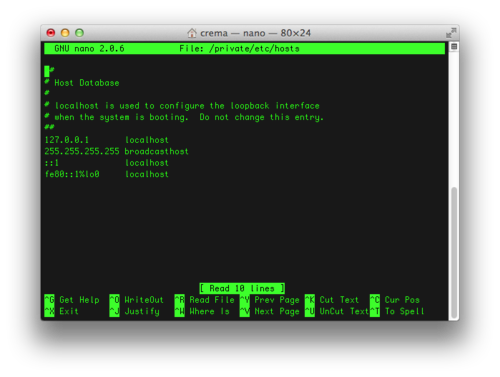 crema — nano — 80×24
GNU nano 2.0.6 File: /private/etc/hosts
##
# Host Database
#
# localhost is used to configure the loopback interface
# when the system is booting. Do not change this entry.
##
127.0.0.1 localhost
255.255.255.255 broadcasthost
::1 localhost
fe80::1%lo0 localhost
[ Read 10 lines ]
^G Get Help ^O WriteOut ^R Read File ^Y Prev Page ^K Cut Text ^C Cur Pos
^X Exit ^J Justify ^W Where Is ^V Next Page ^U UnCut Text ^T To Spell